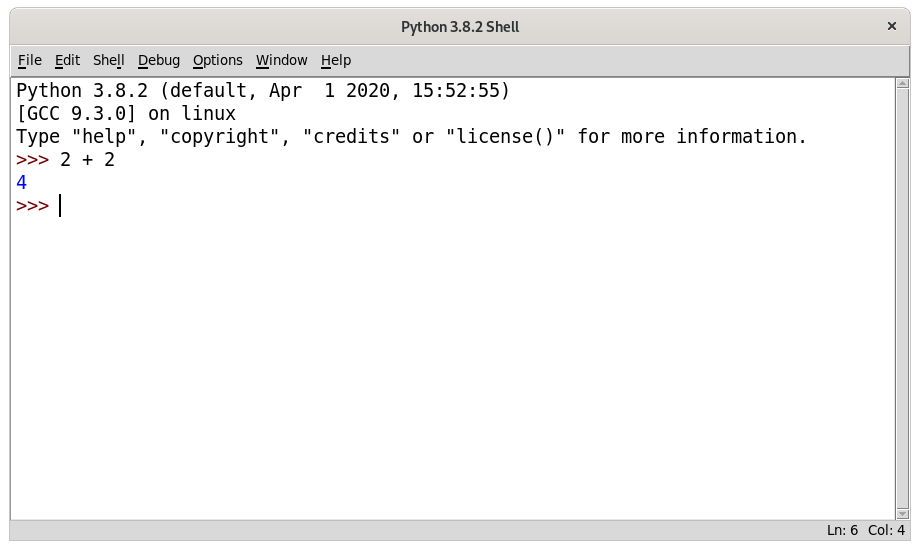 Python 3.8.2 Shell
×
File Edit Shell Debug Options Window Help
Python 3.8.2 (default, Apr  1 2020, 15:52:55)
[GCC 9.3.0] on linux
Type "help", "copyright", "credits" or "license()" for more information.
>>> 2 + 2
4
>>>
Ln: 6 Col: 4